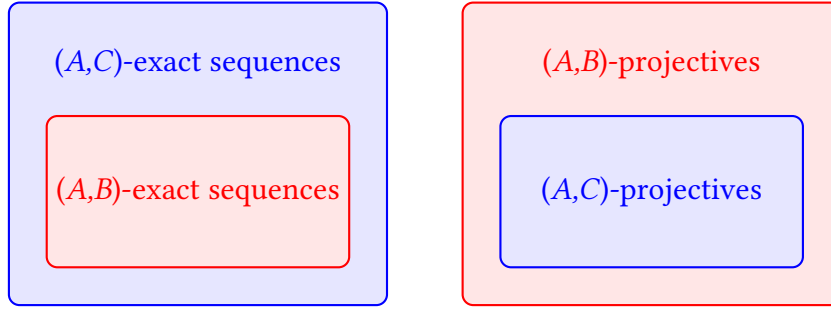 (A,C)-exact sequences
(A,B)-exact sequences
(A,B)-projectives
(A,C)-projectives